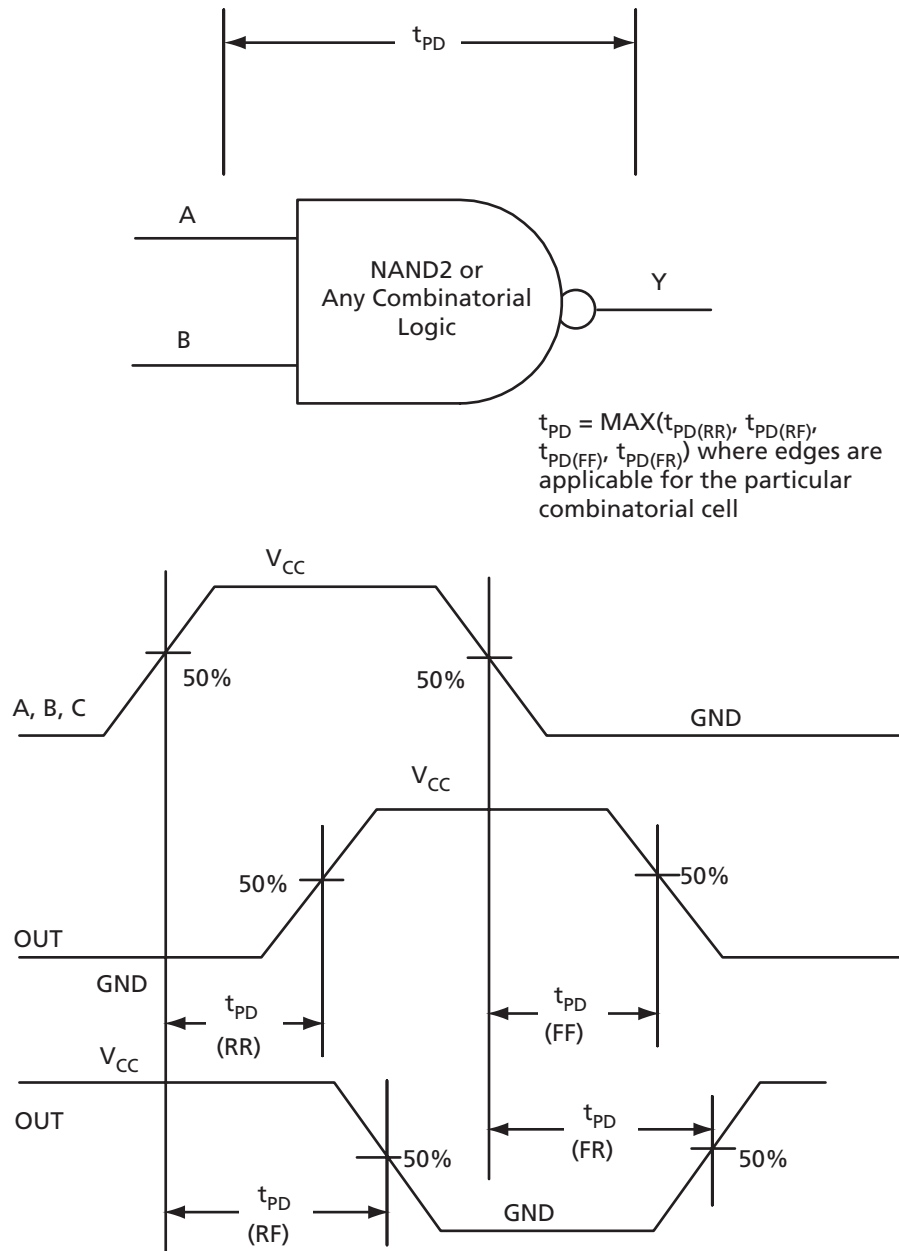 tPD
A
B
NAND2 or
Any Combinatorial
Logic
Y
tPD = MAX(tPD(RR), tPD(RF),
tPD(FF), tPD(FR)) where edges are
applicable for the particular
combinatorial cell
VCC
50%
50%
A, B, C
GND
VCC
50%
50%
OUT
GND
tPD
(RR)
tPD
(FF)
VCC
OUT
tPD
(FR)
50%
50%
tPD
(RF)
GND